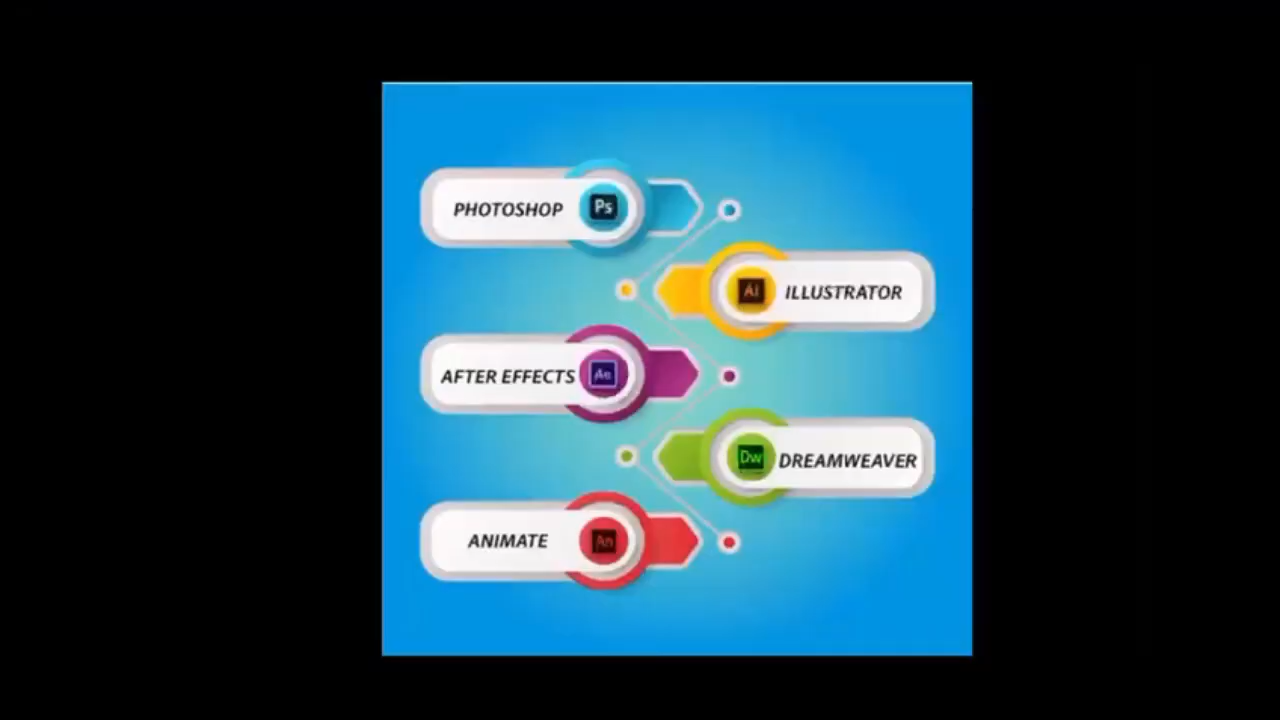 PHOTOSHOP Ps
Ai ILLUSTRATOR
AFTER EFFECTS Ae
Dw DREAMWEAVER
ANIMATE An